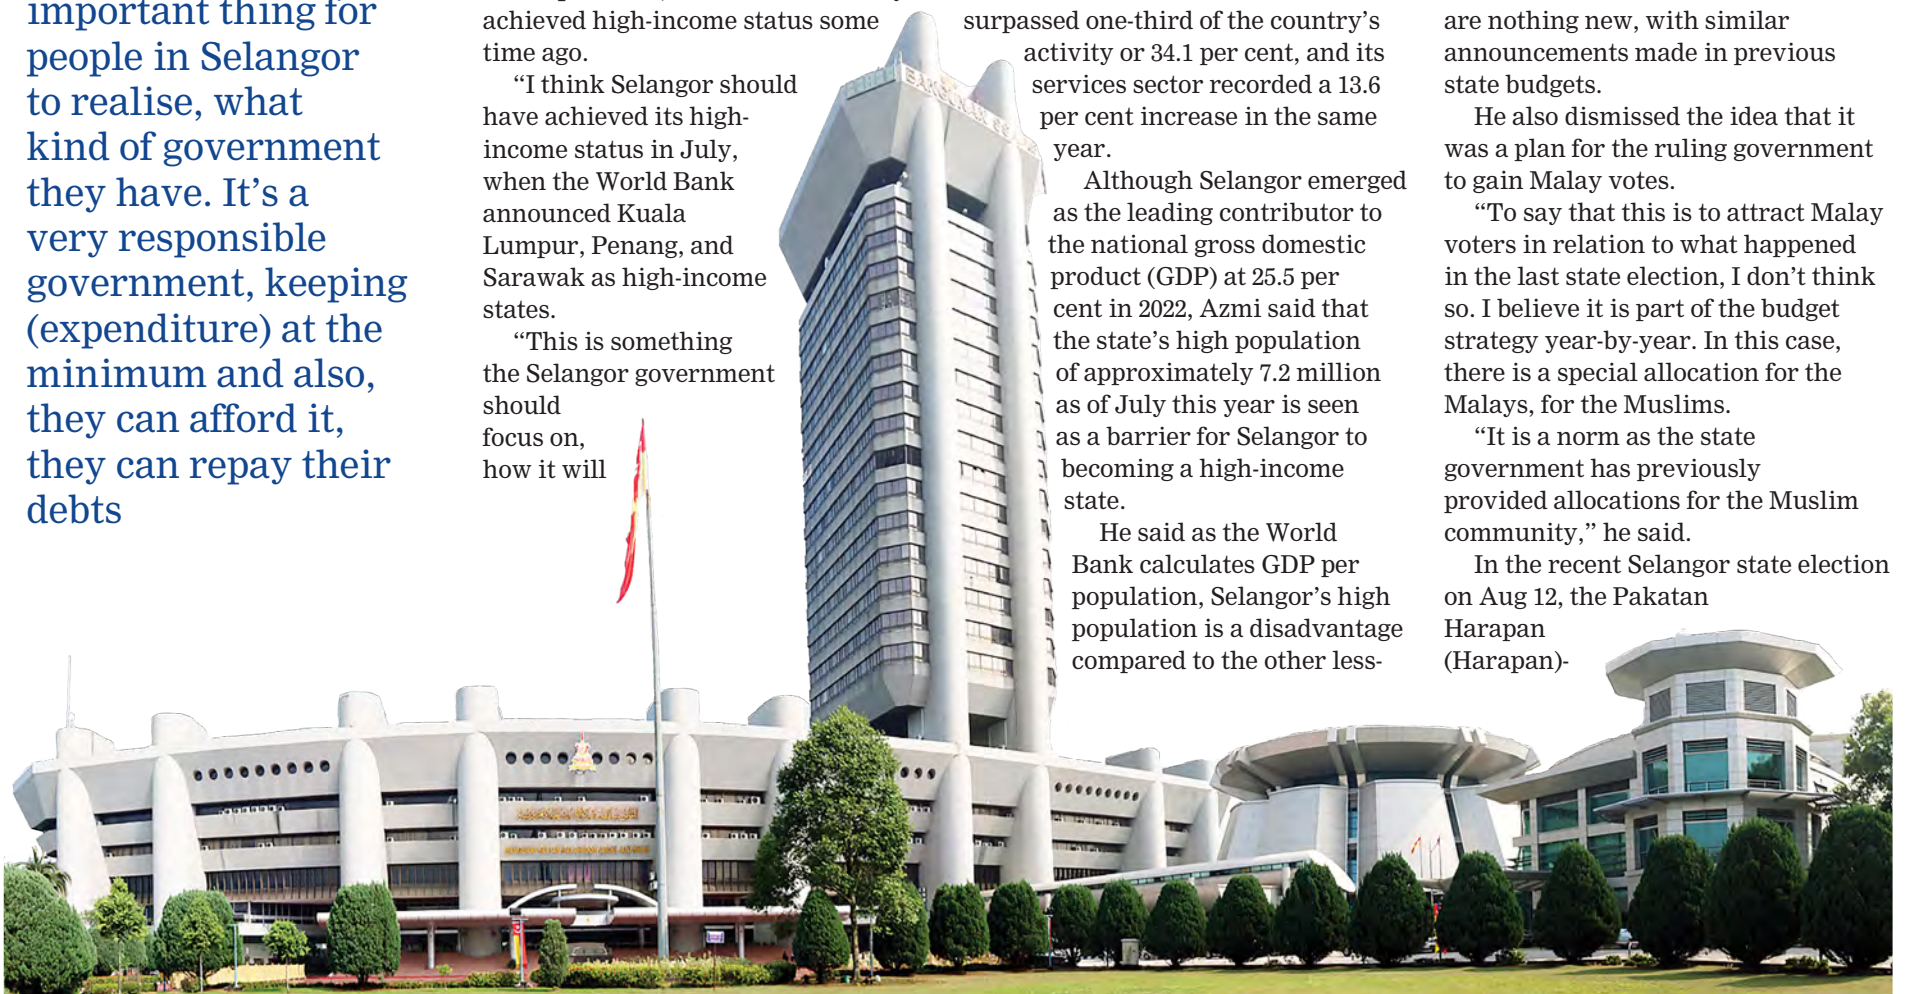 important thing for
people in Selangor
to realise, what
kind of government
they have. It's a
very responsible
government, keeping
(expenditure) at the
minimum and also,
they can afford it,
they can repay their
debts
achieved high-income status some
time ago.
“I think Selangor should
have achieved its high-
income status in July,
when the World Bank
announced Kuala
Lumpur, Penang, and
Sarawak as high-income
states.
“This is something
the Selangor government
should
focus on,
how it will
surpassed one-third of the country’s
activity or 34.1 per cent, and its
services sector recorded a 13.6
per cent increase in the same
year.
Although Selangor emerged
as the leading contributor to
the national gross domestic
product (GDP) at 25.5 per
cent in 2022, Azmi said that
the state’s high population
of approximately 7.2 million
as of July this year is seen
as a barrier for Selangor to
becoming a high-income
state.
He said as the World
Bank calculates GDP per
population, Selangor’s high
population is a disadvantage
compared to the other less-
are nothing new, with similar
announcements made in previous
state budgets.
He also dismissed the idea that it
was a plan for the ruling government
to gain Malay votes.
“To say that this is to attract Malay
voters in relation to what happened
in the last state election, I don’t think
so. I believe it is part of the budget
strategy year-by-year. In this case,
there is a special allocation for the
Malays, for the Muslims.
“It is a norm as the state
government has previously
provided allocations for the Muslim
community,” he said.
In the recent Selangor state election
on Aug 12, the Pakatan
Harapan
(Harapan)-